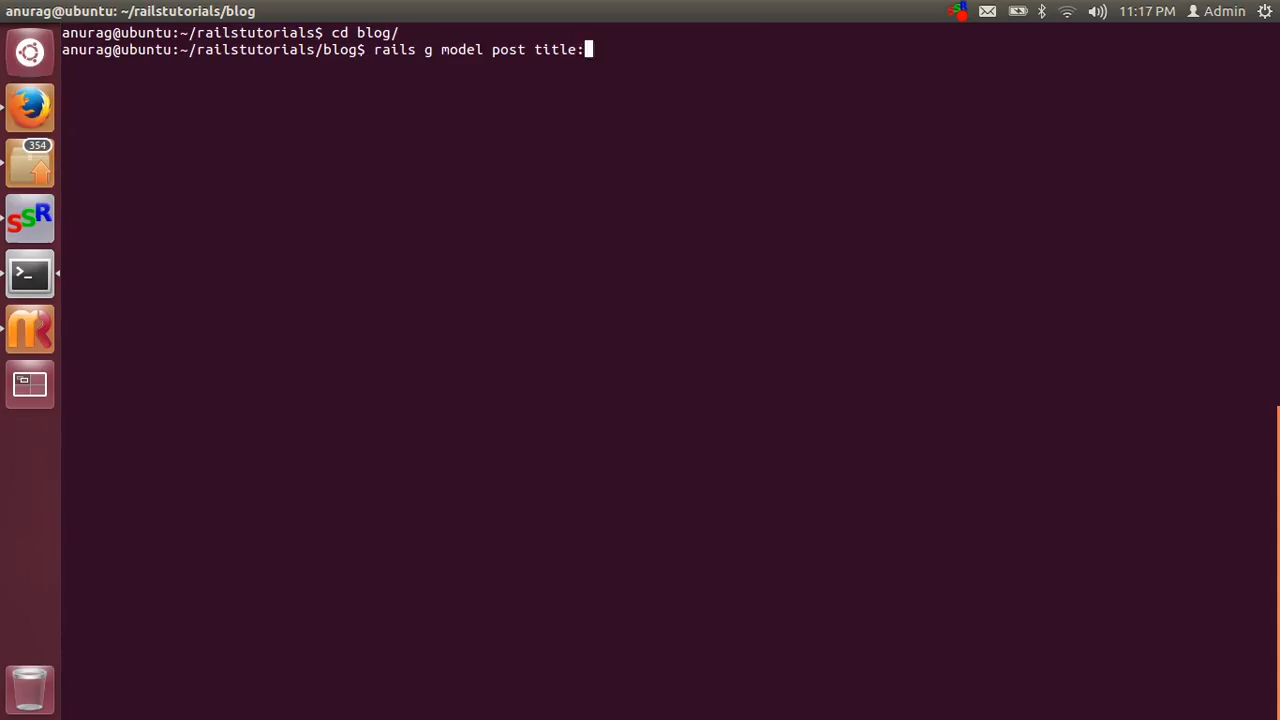 anurag@ubuntu: ~/railstutorials/blog
11:17 PM
Admin
anurag@ubuntu:~/railstutorials$ cd blog/
anurag@ubuntu:~/railstutorials/blog$ rails g model post title:
354
SSR
>_